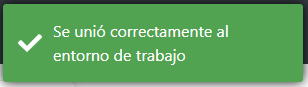 Se unió correctamente al
entorno de trabajo